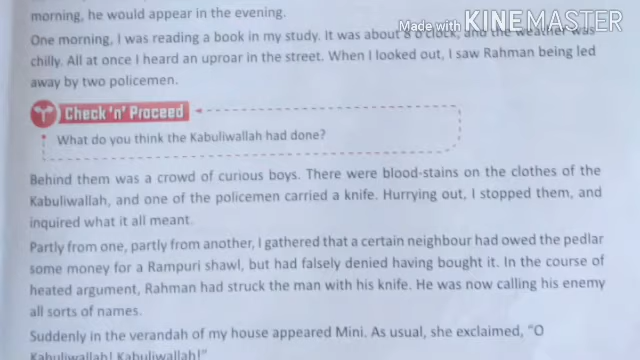 morning, he would appear in the evening.
Made with KINEMASTER
One morning, I was reading a book in my study. It was about 8 o'clock, and the weather was
chilly. All at once I heard an uproar in the street. When I looked out, I saw Rahman being led
away by two policemen.
Check 'n' Proceed
What do you think the Kabuliwallah had done?
Behind them was a crowd of curious boys. There were blood-stains on the clothes of the
Kabuliwallah, and one of the policemen carried a knife. Hurrying out, I stopped them, and
inquired what it all meant.
Partly from one, partly from another, I gathered that a certain neighbour had owed the pedlar
some money for a Rampuri shawl, but had falsely denied having bought it. In the course of
heated argument, Rahman had struck the man with his knife. He was now calling his enemy
all sorts of names.
Suddenly in the verandah of my house appeared Mini. As usual, she exclaimed, "O
Kabuliwallah! Kabuliwallah!"